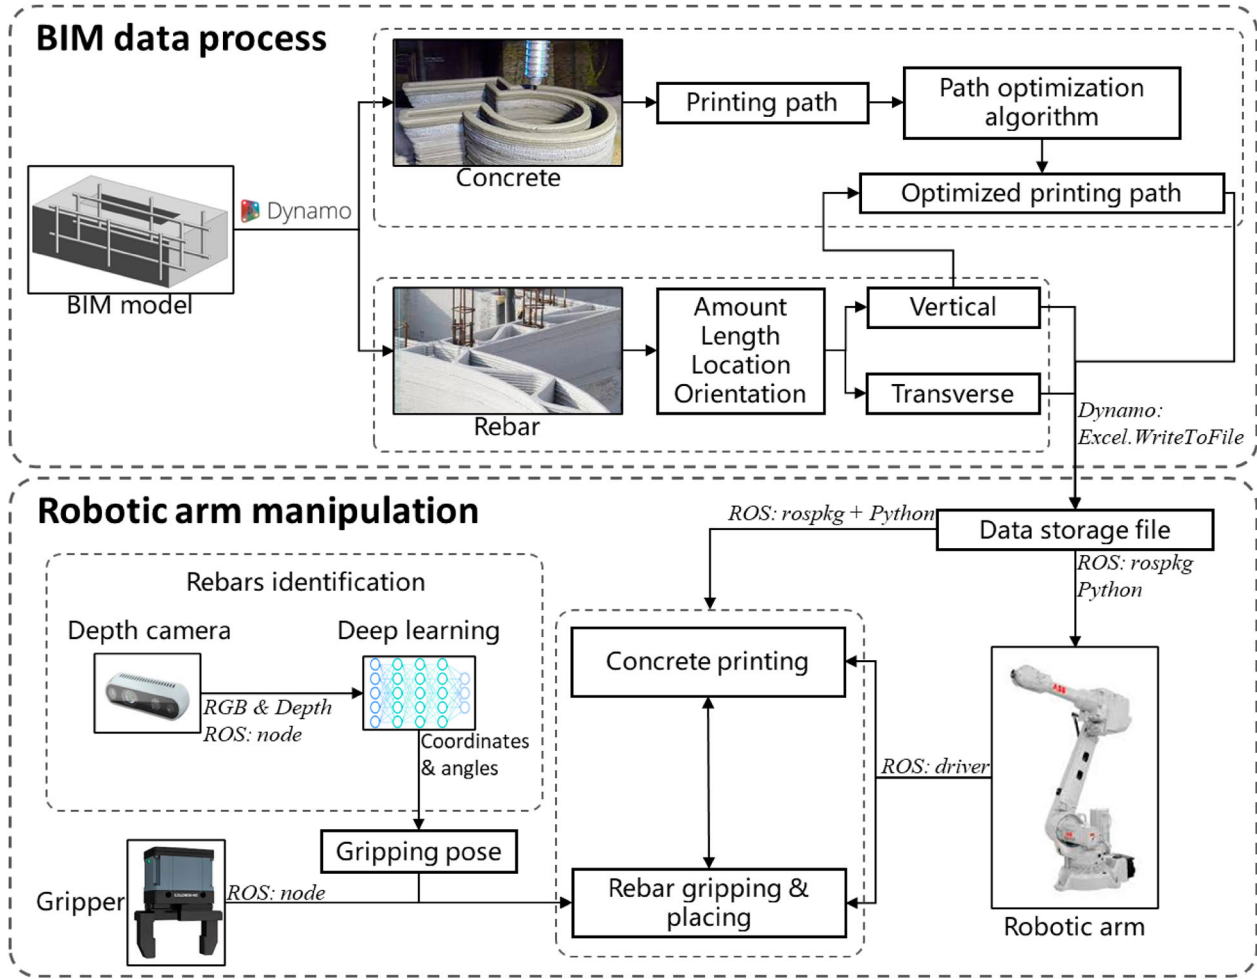 BIM data process
Concrete
Printing path
Path optimization
algorithm
Optimized printing path
Dynamo
BIM model
Rebar
Amount
Length
Location
Orientation
Vertical
Transverse
Dynamo:
Excel.WriteToFile
Robotic arm manipulation
Data storage file
ROS: rospkg + Python
ROS: rospkg
Python
Rebars identification
Depth camera
Deep learning
RGB & Depth
ROS: node
Coordinates
& angles
Gripping pose
Gripper
ROS: node
Concrete printing
Rebar gripping &
placing
ROS: driver
ABB
Robotic arm